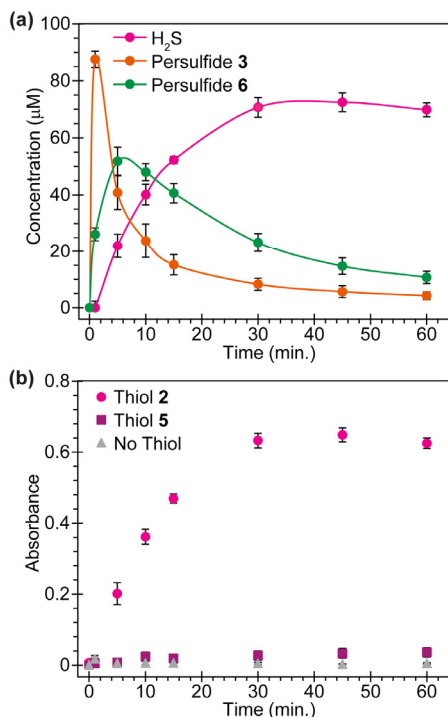 (a)
H₂S
Persulfide 3
Persulfide 6
Concentration (μM)
100
80
60
40
20
0
0 10 20 30 40 50 60
Time (min.)
(b)
Thiol 2
Thiol 5
No Thiol
Absorbance
0.8
0.6
0.4
0.2
0
0 10 20 30 40 50 60
Time (min.)